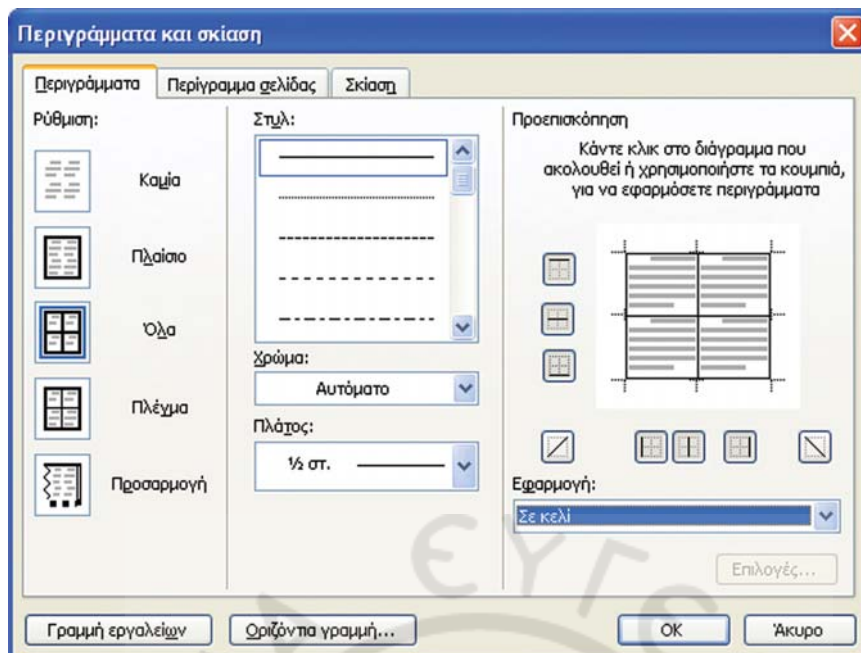 Περιγράμματα και σκίαση
Περιγράμματα Περίγραμμα σελίδας Σκίαση
Ρύθμιση:
Καμία
Πλαίσιο
Όλα
Πλέγμα
Προσαρμογή
Στυλ:
Χρώμα:
Αυτόματο
Πλάτος:
½ στ.
Προεπισκόπηση
Κάντε κλικ στο διάγραμμα που
ακολουθεί ή χρησιμοποιήστε τα κουμπιά,
για να εφαρμόσετε περιγράμματα
Εφαρμογή:
Σε κελί
Επιλογές...
Γραμμή εργαλείων Οριζόντια γραμμή... OK Άκυρο